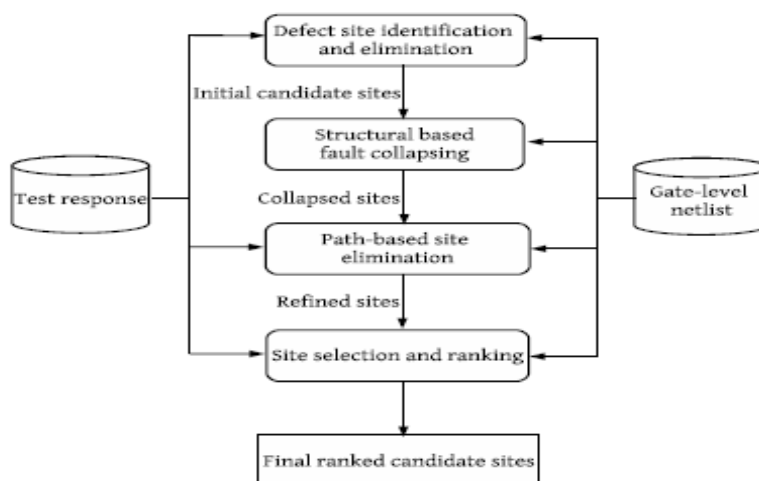 Defect site identification
and elimination
Initial candidate sites
Structural based
fault collapsing
Test response
Gate-level
netlist
Collapsed sites
Path-based site
elimination
Refined sites
Site selection and ranking
Final ranked candidate sites